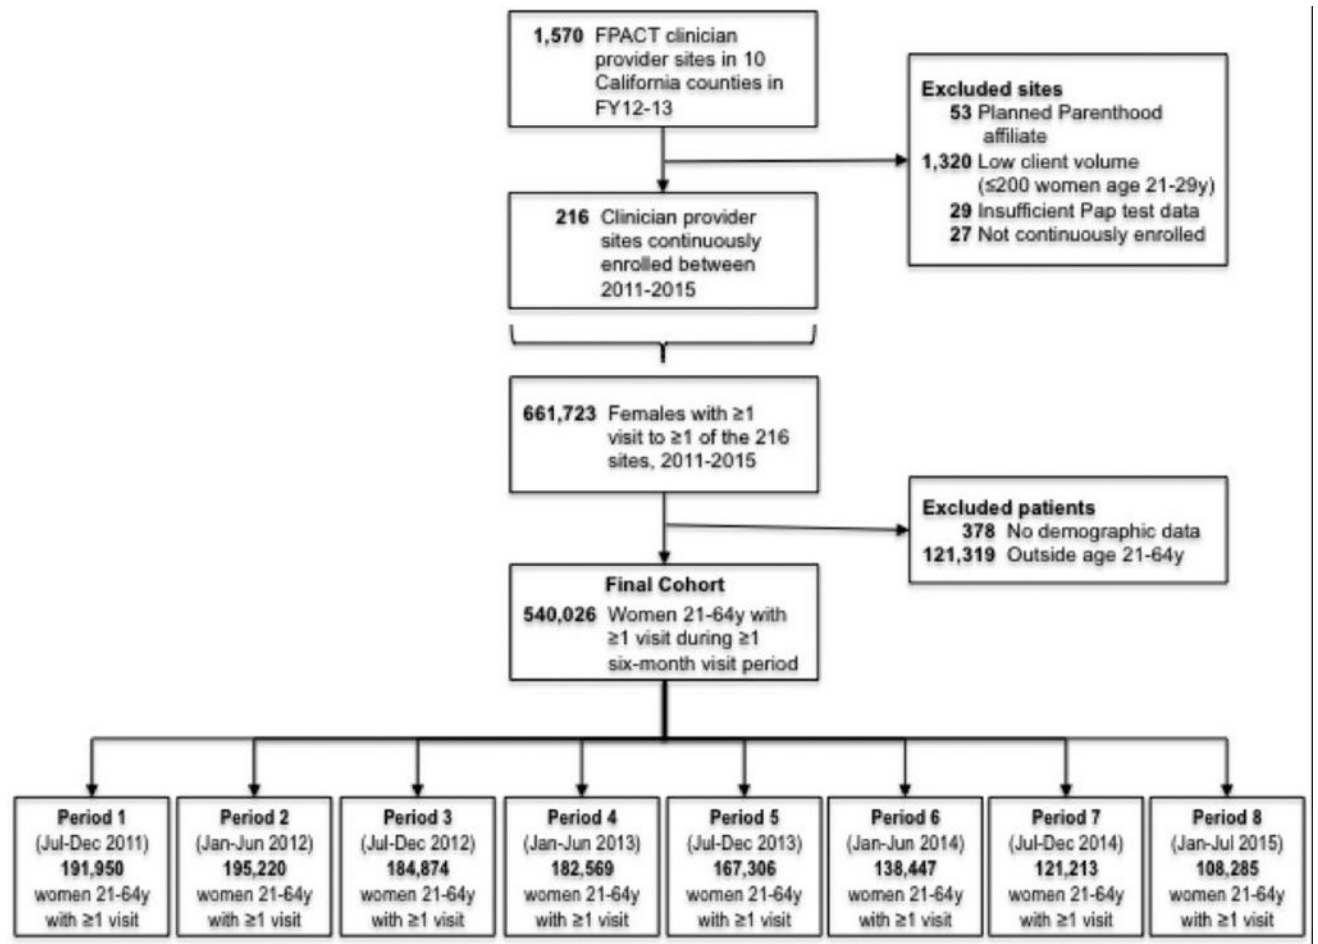 1,570 FPACT clinician
provider sites in 10
California counties in
FY12-13
Excluded sites
53 Planned Parenthood
affiliate
1,320 Low client volume
(≤200 women age 21-29y)
29 Insufficient Pap test data
27 Not continuously enrolled
216 Clinician provider
sites continuously
enrolled between
2011-2015
661,723 Females with ≥1
visit to ≥1 of the 216
sites, 2011-2015
Excluded patients
378 No demographic data
121,319 Outside age 21-64y
Final Cohort
540,026 Women 21-64y with
≥1 visit during ≥1
six-month visit period
Period 1
(Jul-Dec 2011)
191,950
women 21-64y
with ≥1 visit
Period 2
(Jan-Jun 2012)
195,220
women 21-64y
with ≥1 visit
Period 3
(Jul-Dec 2012)
184,874
women 21-64y
with ≥1 visit
Period 4
(Jan-Jun 2013)
182,569
women 21-64y
with ≥1 visit
Period 5
(Jul-Dec 2013)
167,306
women 21-64y
with ≥1 visit
Period 6
(Jan-Jun 2014)
138,447
women 21-64y
with ≥1 visit
Period 7
(Jul-Dec 2014)
121,213
women 21-64y
with ≥1 visit
Period 8
(Jan-Jul 2015)
108,285
women 21-64y
with ≥1 visit